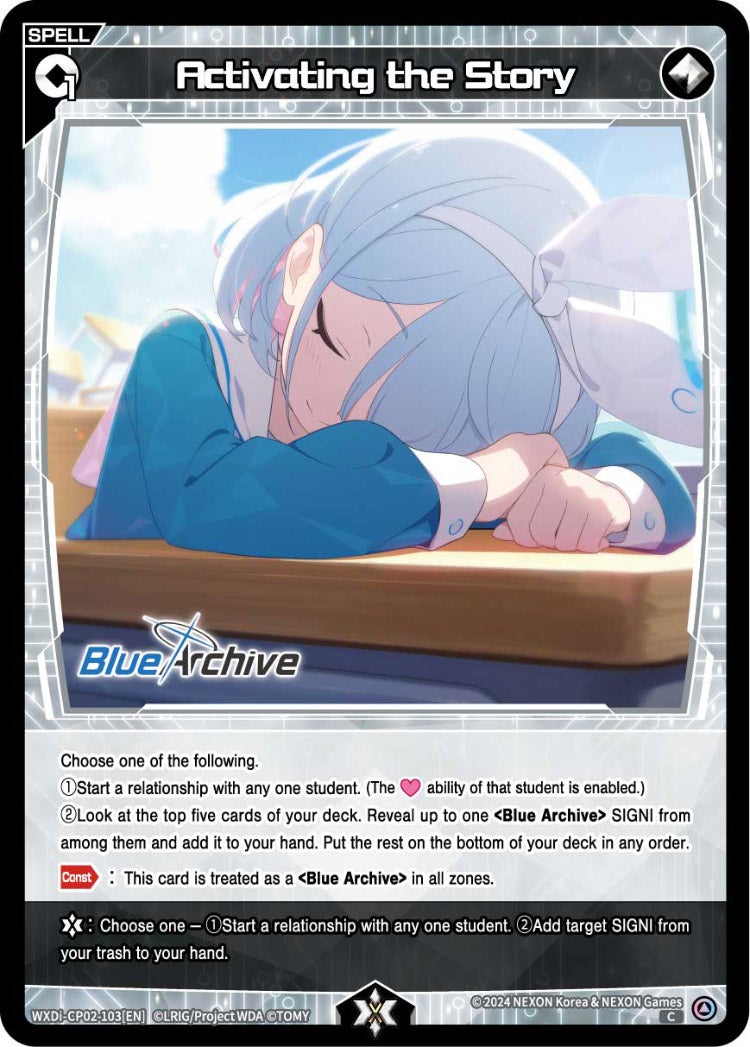 SPELL
1
Activating the Story
Blue Archive
Choose one of the following.
①Start a relationship with any one student. (The ability of that student is enabled.)
②Look at the top five cards of your deck. Reveal up to one <Blue Archive> SIGNI from
among them and add it to your hand. Put the rest on the bottom of your deck in any order.
Const : This card is treated as a <Blue Archive> in all zones.
: Choose one – ①Start a relationship with any one student. ②Add target SIGNI from
your trash to your hand.
©2024 NEXON Korea & NEXON Games
WXDi-CP02-103[EN] ©LRIG/Project WDA ©TOMY
C